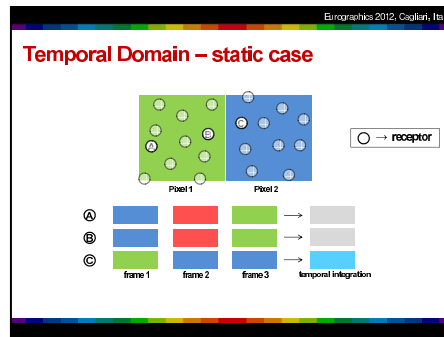 Eurographics 2012, Cagliari, Ita
Temporal Domain – static case
A
B
C
→ receptor
Pixel 1
Pixel 2
A
B
C
frame 1
frame 2
frame 3
temporal integration